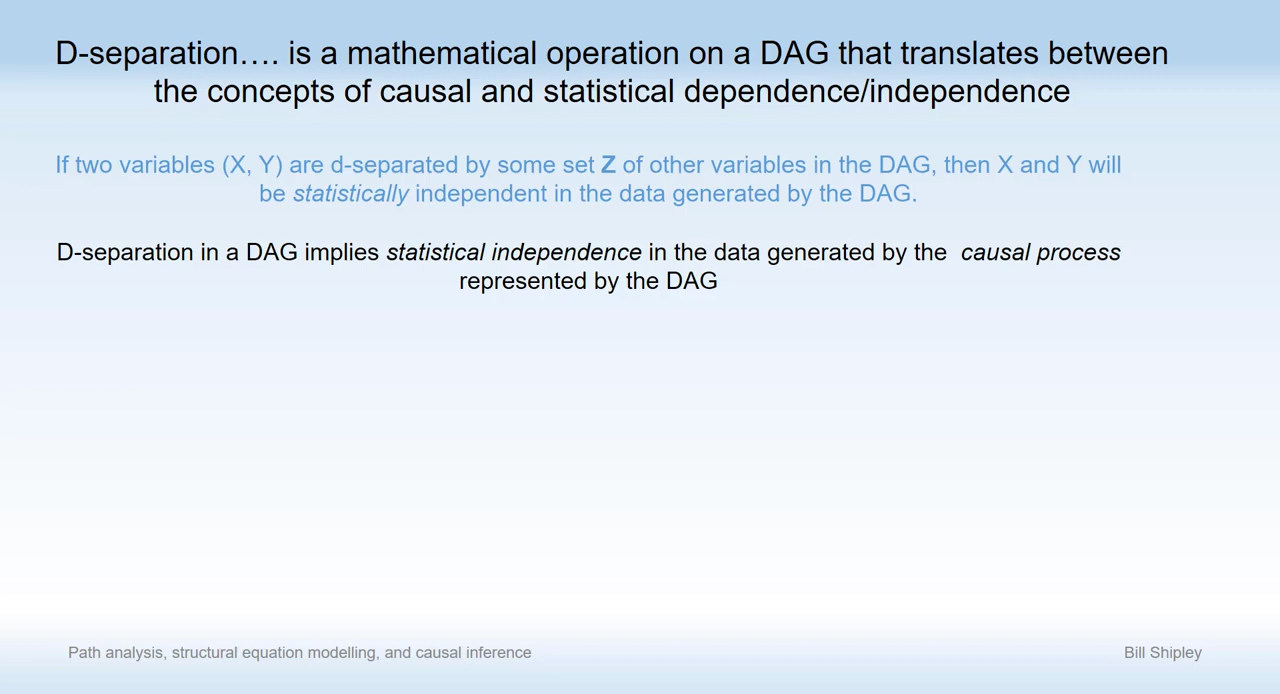 D-separation…. is a mathematical operation on a DAG that translates between
the concepts of causal and statistical dependence/independence
If two variables (X, Y) are d-separated by some set Z of other variables in the DAG, then X and Y will
be statistically independent in the data generated by the DAG.
D-separation in a DAG implies statistical independence in the data generated by the causal process
represented by the DAG
Path analysis, structural equation modelling, and causal inference
Bill Shipley